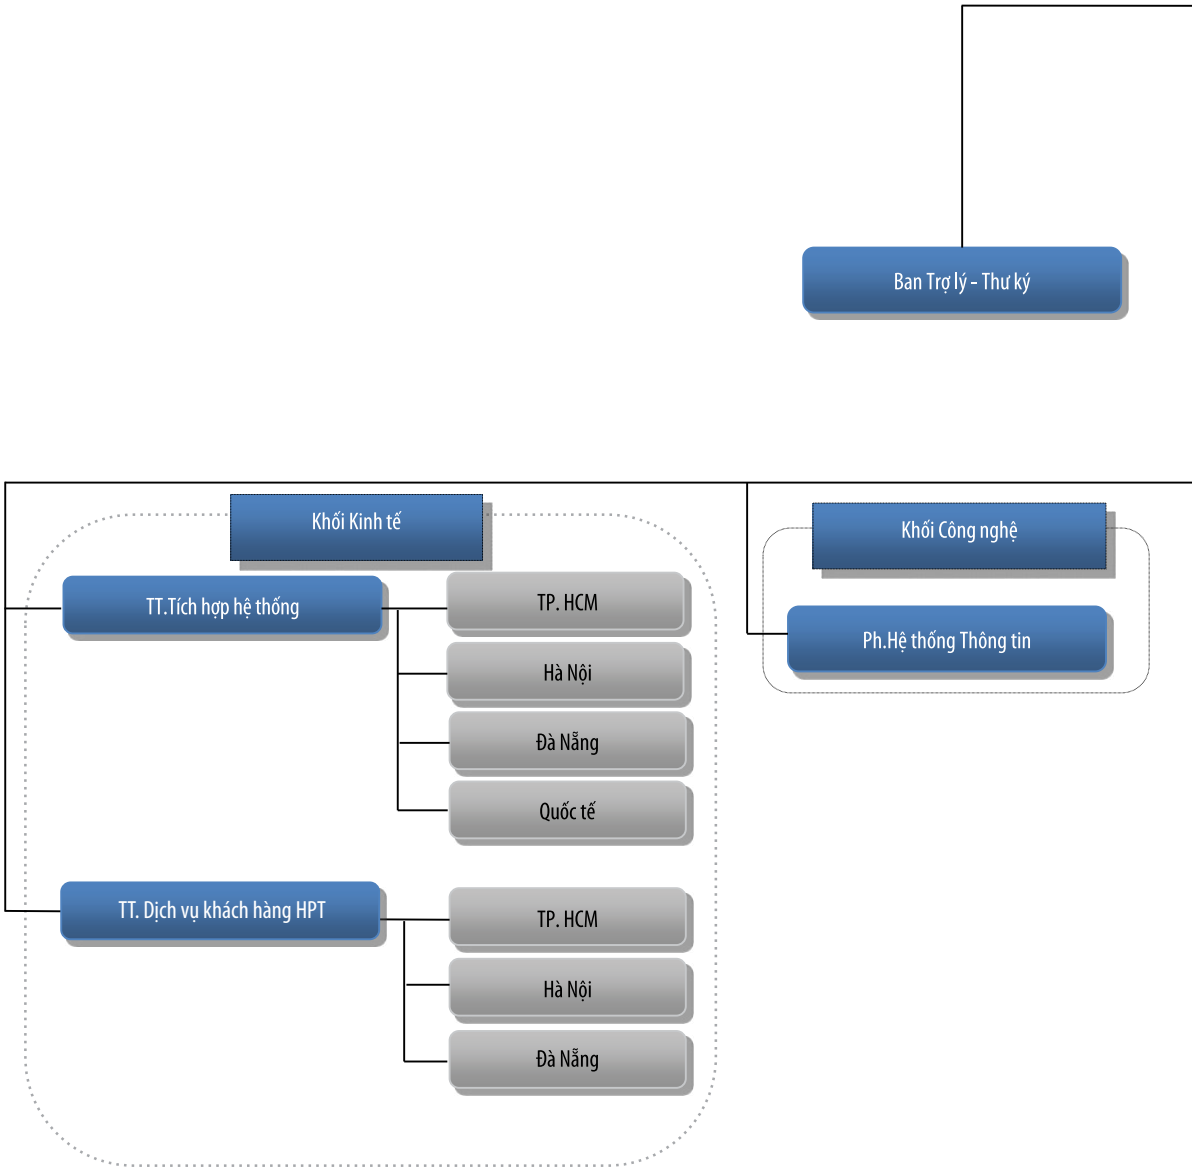 Ban Trợ lý - Thư ký
Khối Kinh tế
Khối Công nghệ
TT.Tích hợp hệ thống
TP. HCM
Hà Nội
Đà Nẵng
Quốc tế
Ph.Hệ thống Thông tin
TT. Dịch vụ khách hàng HPT
TP. HCM
Hà Nội
Đà Nẵng